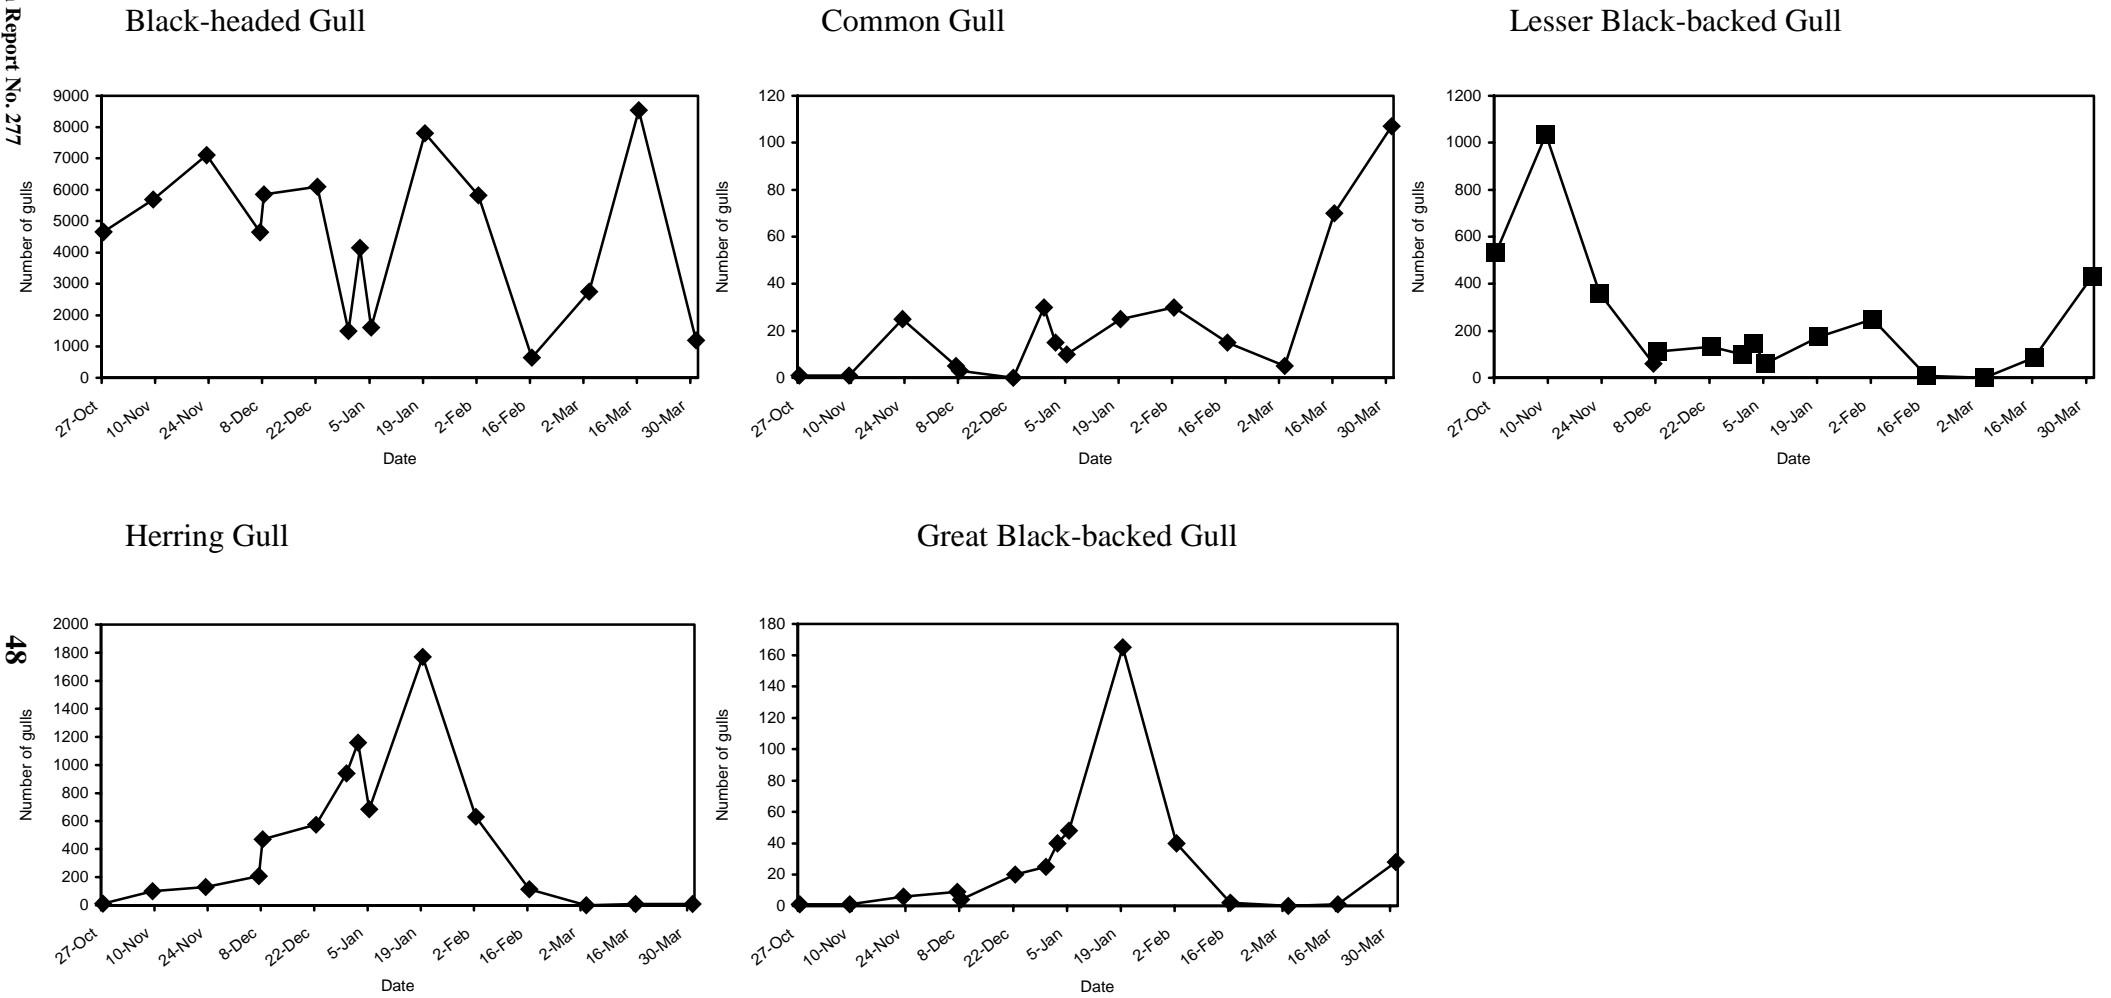 Report No. 277
48
Black-headed Gull
9000
8000
7000
6000
5000
4000
3000
2000
1000
0
Number of gulls
27-Oct
10-Nov
24-Nov
8-Dec
22-Dec
5-Jan
19-Jan
2-Feb
16-Feb
2-Mar
16-Mar
30-Mar
Date
Common Gull
120
100
80
60
40
20
0
Number of gulls
27-Oct
10-Nov
24-Nov
8-Dec
22-Dec
5-Jan
19-Jan
2-Feb
16-Feb
2-Mar
16-Mar
30-Mar
Date
Lesser Black-backed Gull
1200
1000
800
600
400
200
0
Number of gulls
27-Oct
10-Nov
24-Nov
8-Dec
22-Dec
5-Jan
19-Jan
2-Feb
16-Feb
2-Mar
16-Mar
30-Mar
Date
Herring Gull
2000
1800
1600
1400
1200
1000
800
600
400
200
0
Number of gulls
27-Oct
10-Nov
24-Nov
8-Dec
22-Dec
5-Jan
19-Jan
2-Feb
16-Feb
2-Mar
16-Mar
30-Mar
Date
Great Black-backed Gull
180
160
140
120
100
80
60
40
20
0
Number of gulls
27-Oct
10-Nov
24-Nov
8-Dec
22-Dec
5-Jan
19-Jan
2-Feb
16-Feb
2-Mar
16-Mar
30-Mar
Date